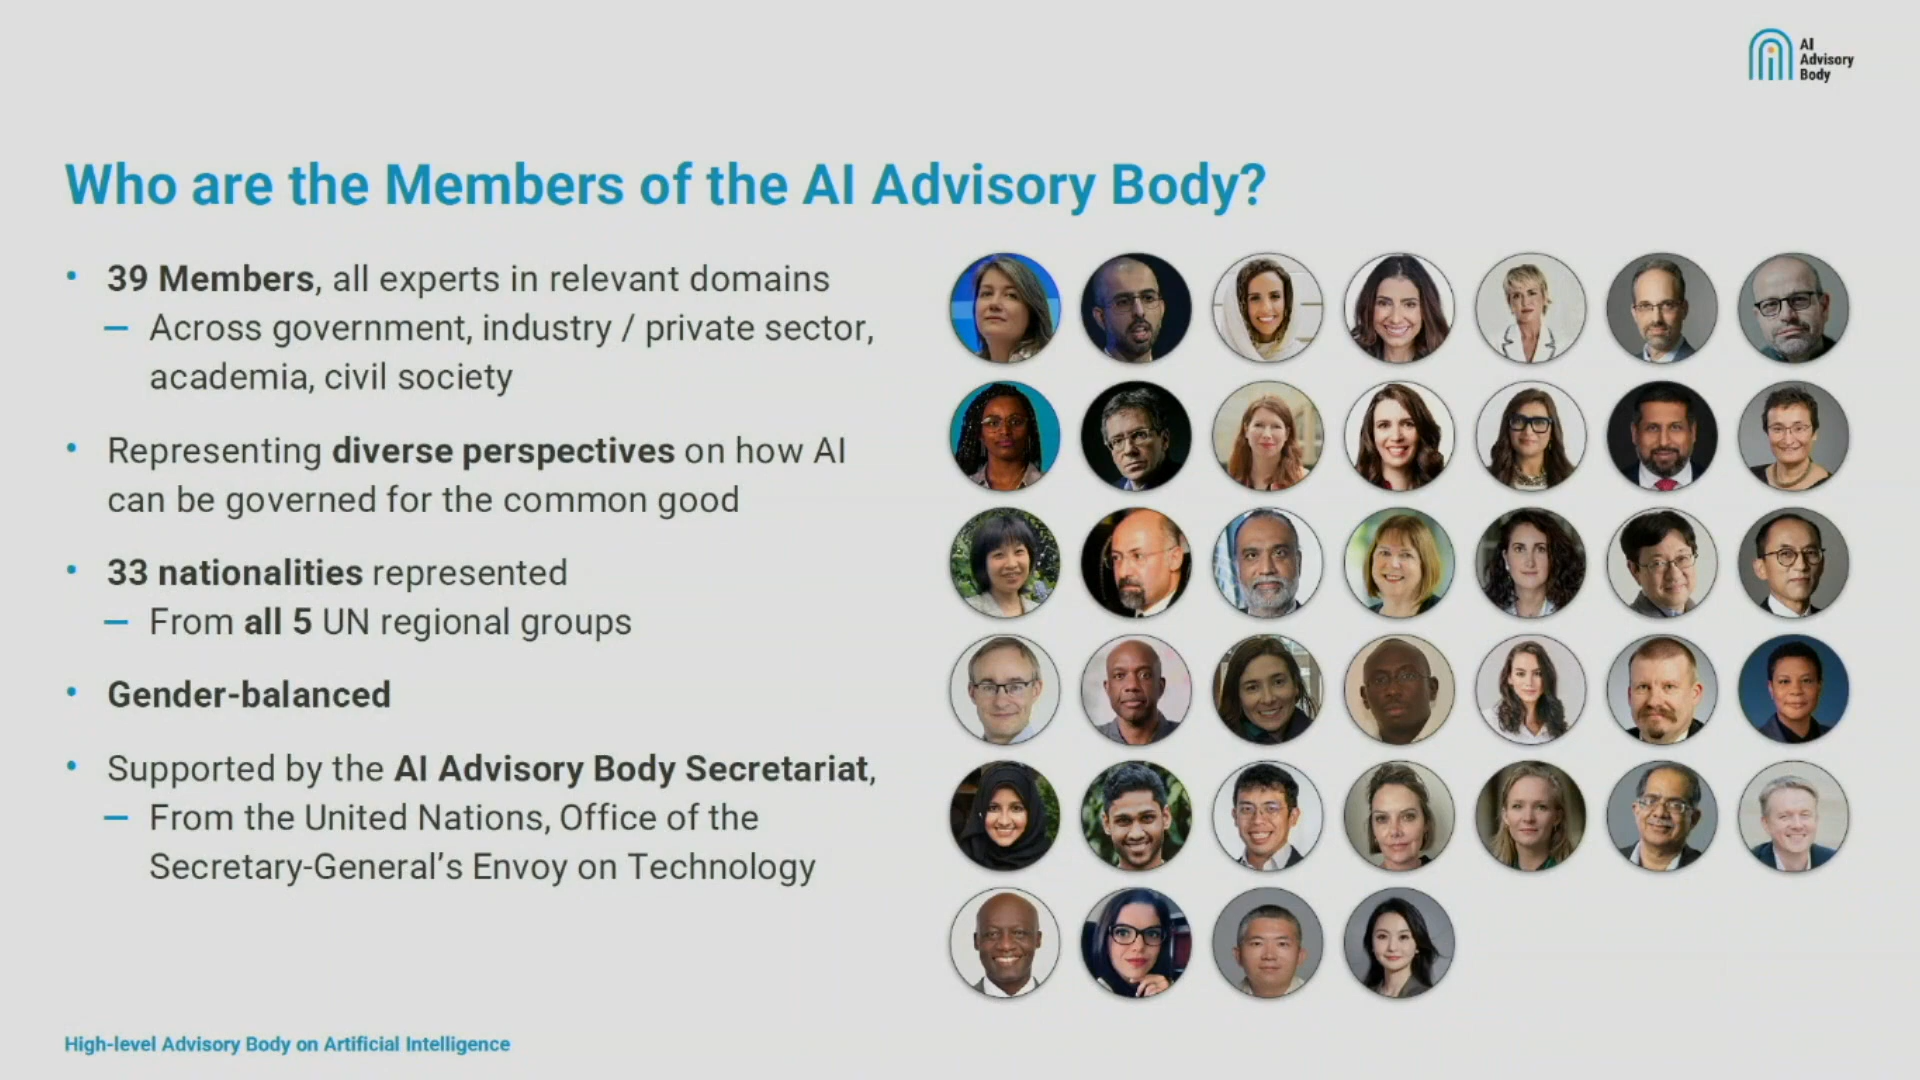 AI
Advisory
Body
Who are the Members of the AI Advisory Body?
• 39 Members, all experts in relevant domains
– Across government, industry / private sector,
academia, civil society
• Representing diverse perspectives on how AI
can be governed for the common good
• 33 nationalities represented
– From all 5 UN regional groups
• Gender-balanced
• Supported by the AI Advisory Body Secretariat,
– From the United Nations, Office of the
Secretary-General’s Envoy on Technology
High-level Advisory Body on Artificial Intelligence